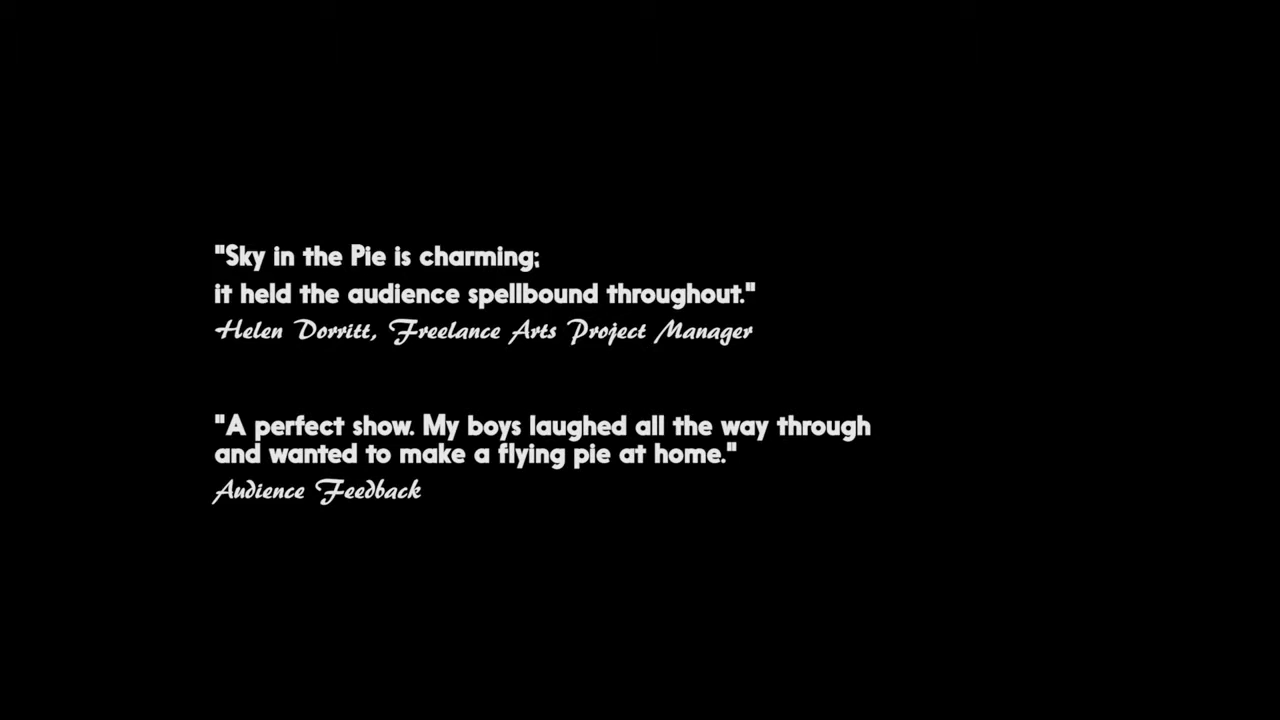 "Sky in the Pie is charming;
it held the audience spellbound throughout."
Helen Dorritt, Freelance Arts Project Manager
"A perfect show. My boys laughed all the way through
and wanted to make a flying pie at home."
Audience Feedback